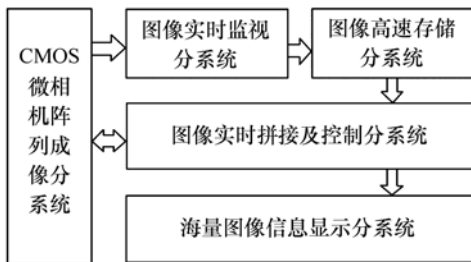 CMOS
微相
机阵
列成
像分
系统
图像实时监视
分系统
图像高速存储
分系统
图像实时拼接及控制分系统
海量图像信息显示分系统